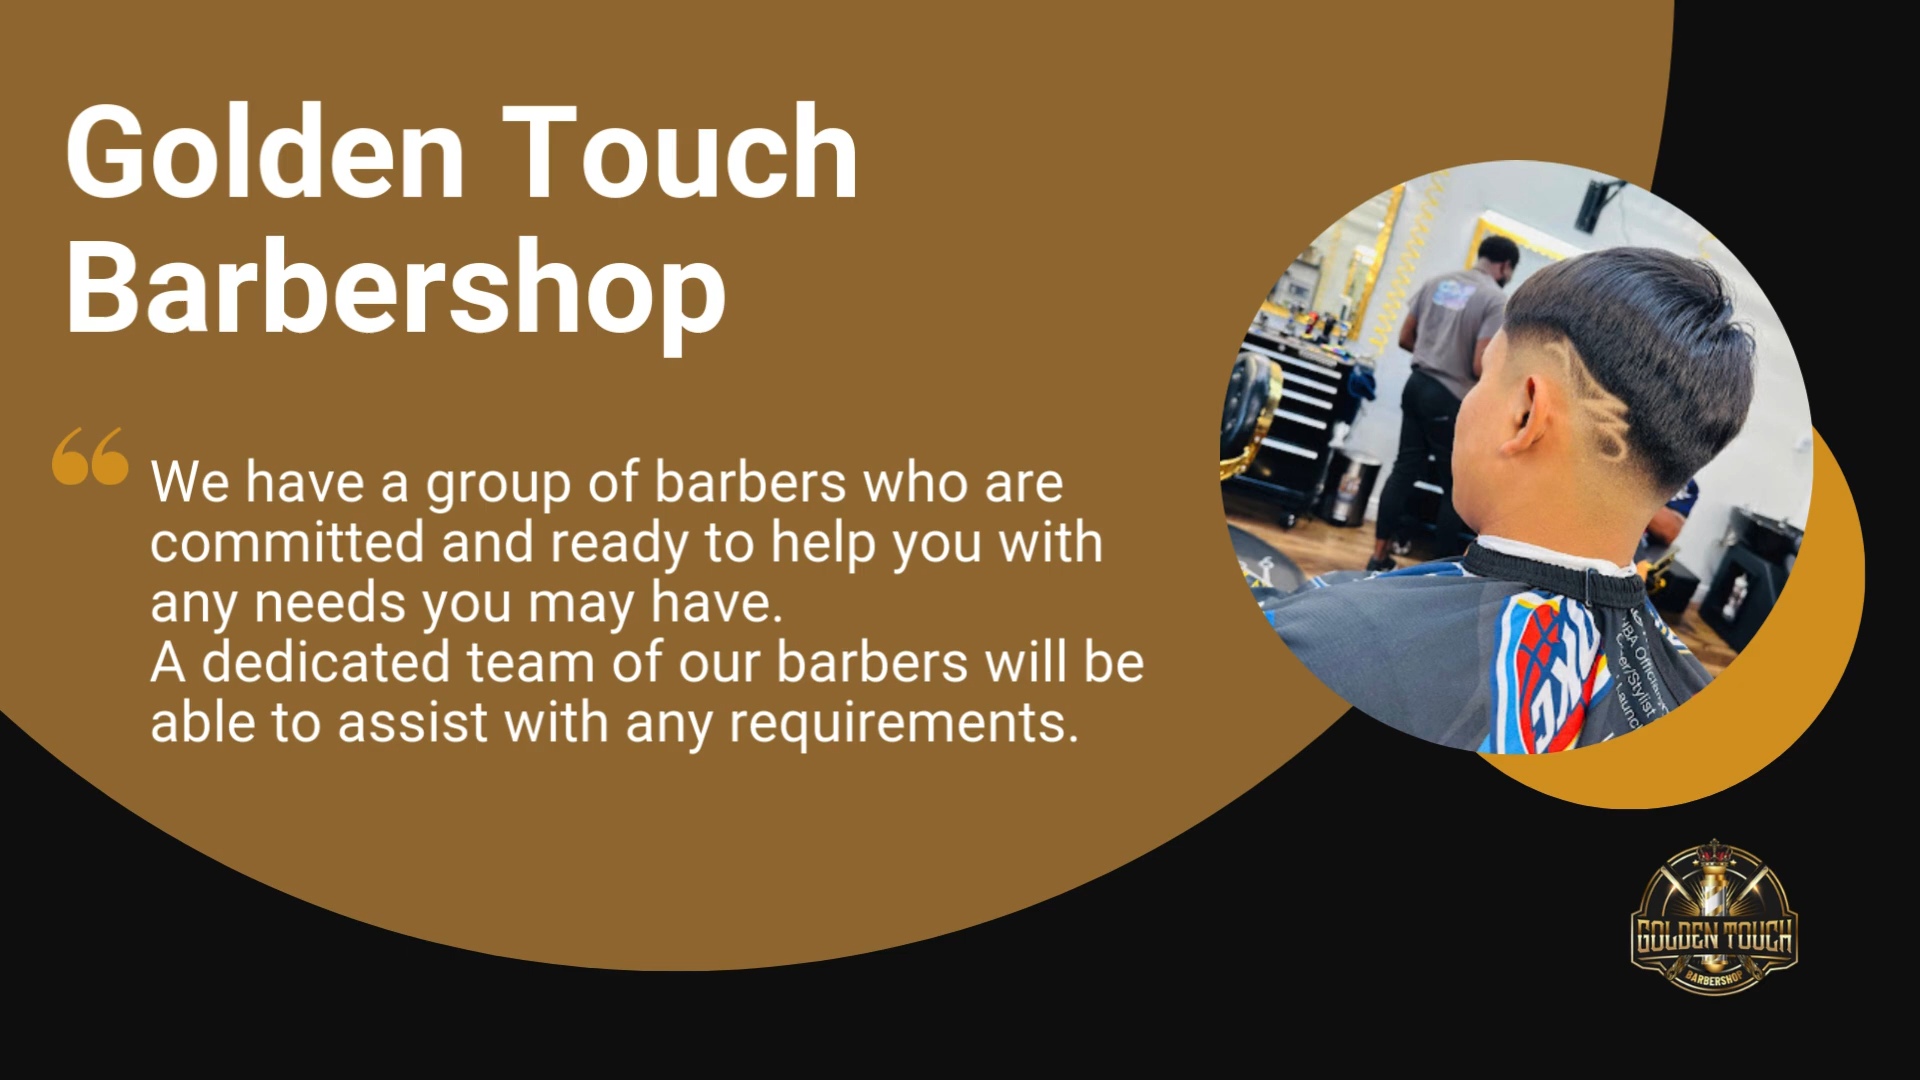 Golden Touch
Barbershop
“ We have a group of barbers who are
committed and ready to help you with
any needs you may have.
A dedicated team of our barbers will be
able to assist with any requirements.
GOLDEN TOUCH
BARBERSHOP